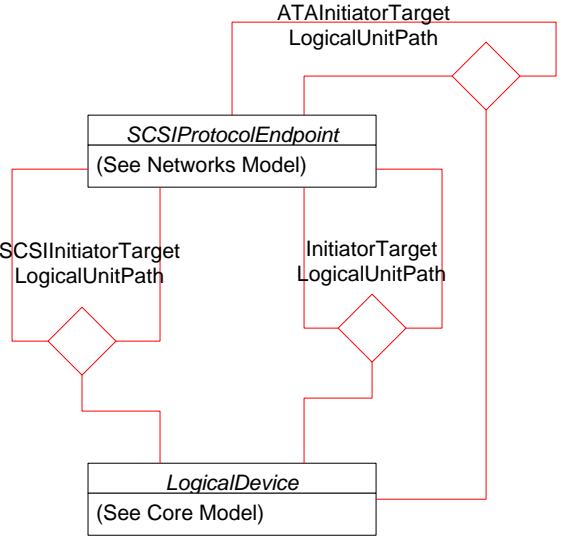 ATAInitiatorTarget
LogicalUnitPath
SCSIProtocolEndpoint
(See Networks Model)
SCSIInitiatorTarget
LogicalUnitPath
InitiatorTarget
LogicalUnitPath
LogicalDevice
(See Core Model)